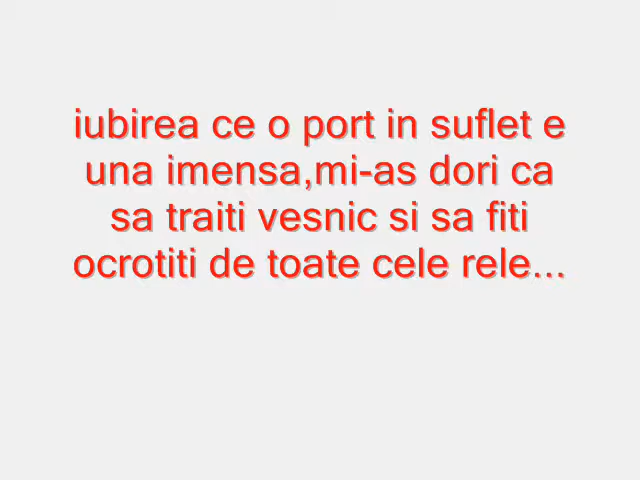 iubirea ce o port in suflet e
una imensa,mi-as dori ca
sa traiti vesnic si sa fiti
ocrotiti de toate cele rele...